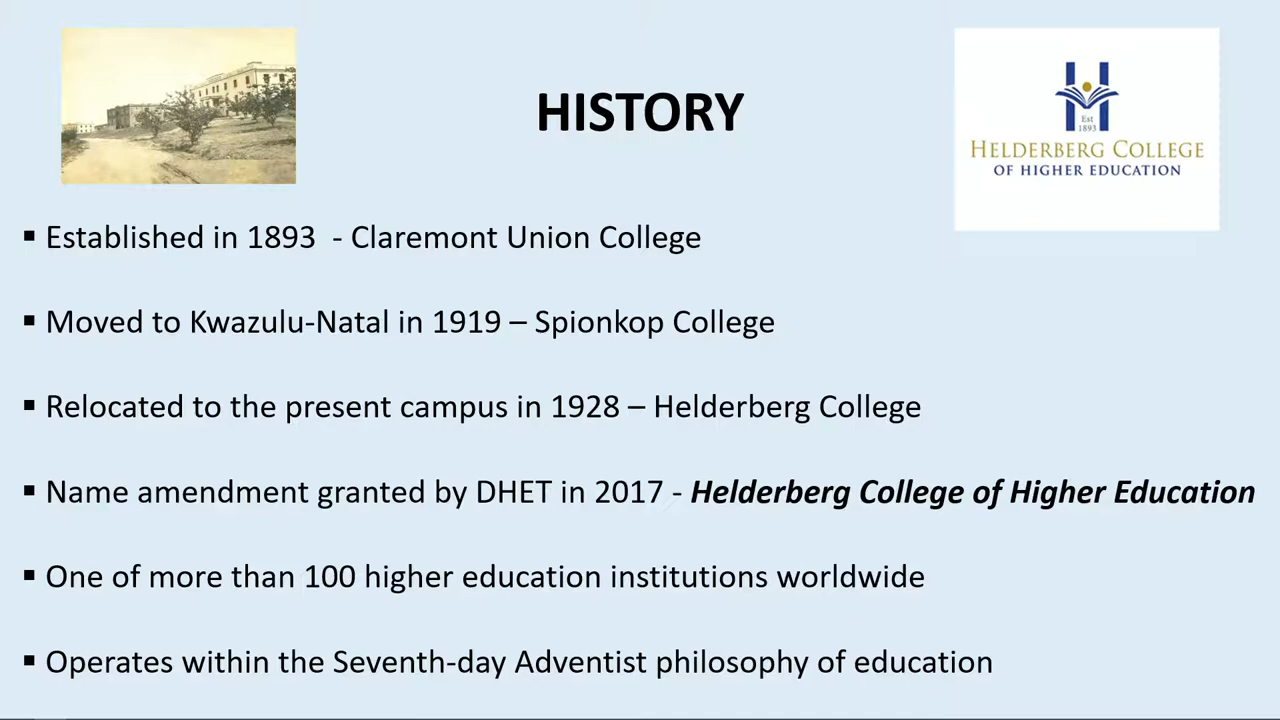 HISTORY
Est
1893
HELDERBERG COLLEGE
OF HIGHER EDUCATION
▪ Established in 1893 - Claremont Union College
▪ Moved to Kwazulu-Natal in 1919 – Spionkop College
▪ Relocated to the present campus in 1928 – Helderberg College
▪ Name amendment granted by DHET in 2017 - Helderberg College of Higher Education
▪ One of more than 100 higher education institutions worldwide
▪ Operates within the Seventh-day Adventist philosophy of education